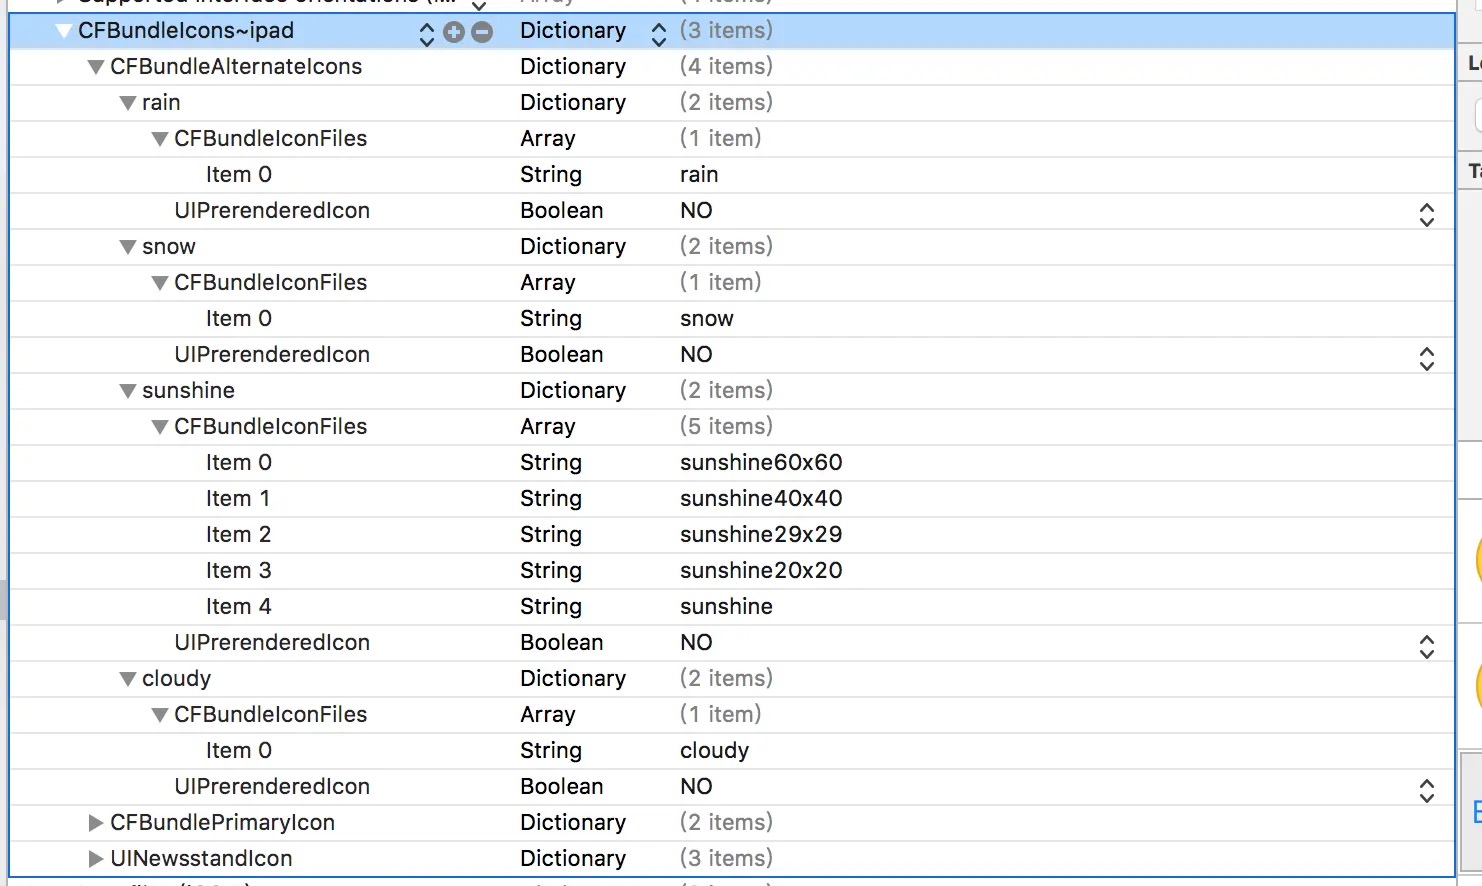 CFBundleIcons~ipad Dictionary (3 items)
CFBundleAlternateIcons Dictionary (4 items)
rain Dictionary (2 items)
CFBundleIconFiles Array (1 item)
Item 0 String rain
UIPrerenderedIcon Boolean NO
snow Dictionary (2 items)
CFBundleIconFiles Array (1 item)
Item 0 String snow
UIPrerenderedIcon Boolean NO
sunshine Dictionary (2 items)
CFBundleIconFiles Array (5 items)
Item 0 String sunshine60x60
Item 1 String sunshine40x40
Item 2 String sunshine29x29
Item 3 String sunshine20x20
Item 4 String sunshine
UIPrerenderedIcon Boolean NO
cloudy Dictionary (2 items)
CFBundleIconFiles Array (1 item)
Item 0 String cloudy
UIPrerenderedIcon Boolean NO
CFBundlePrimaryIcon Dictionary (2 items)
UINewsstandIcon Dictionary (3 items)